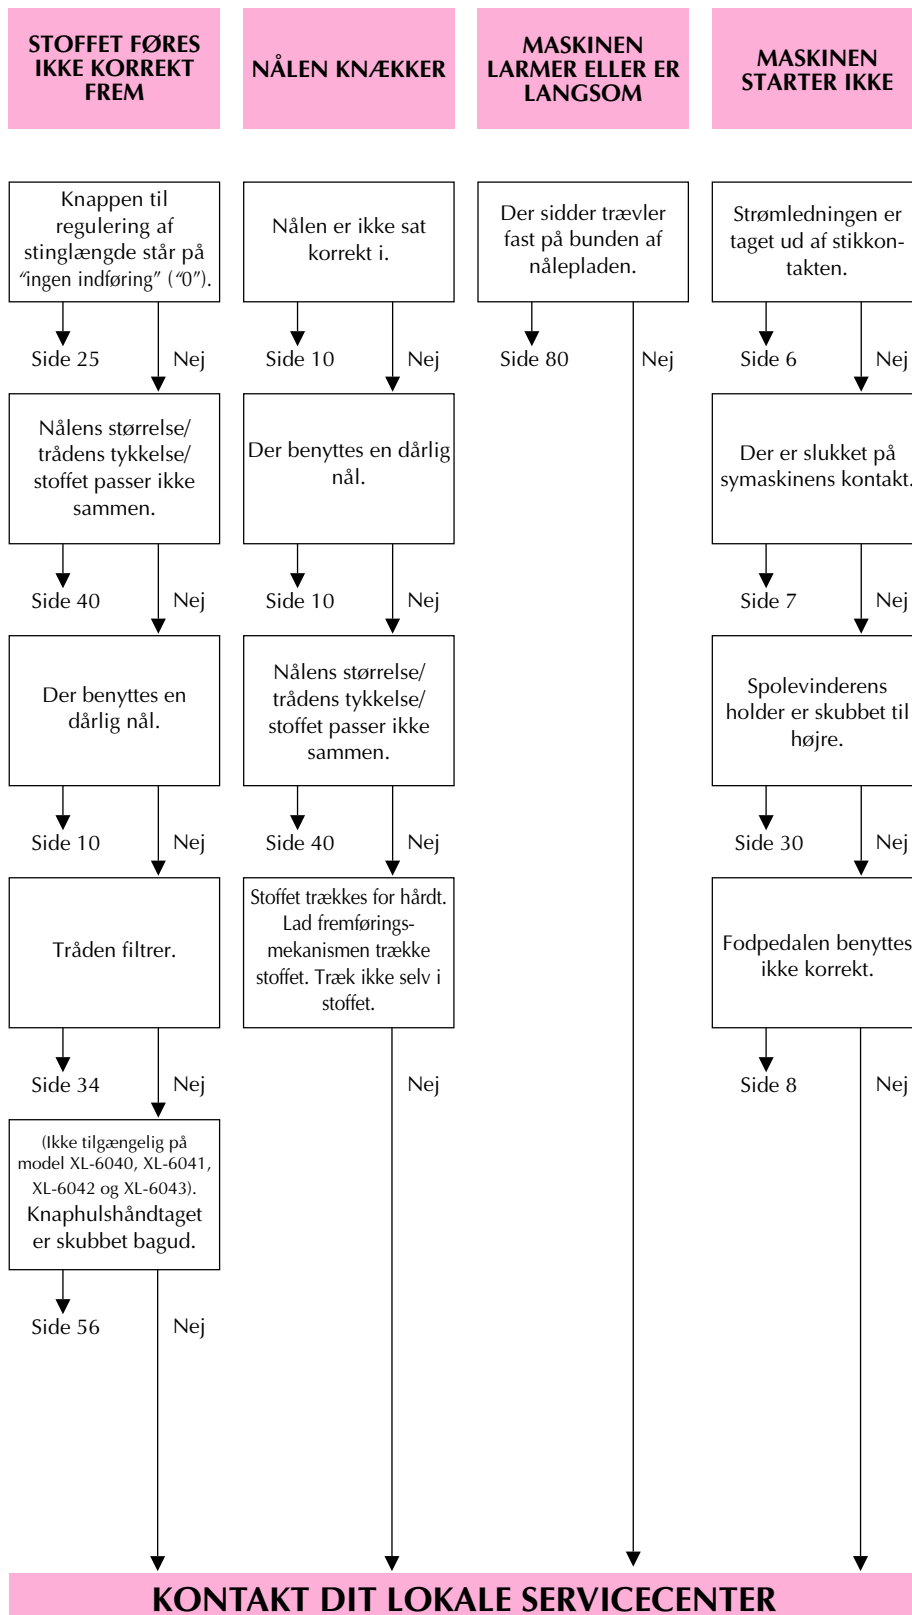 STOFFET FØRES
IKKE KORREKT
FREM
NÅLEN KNÆKKER
MASKINEN
LARMER ELLER ER
LANGSOM
MASKINEN
STARTER IKKE
Knappen til
regulering af
stinglængde står på
“ingen indføring” (“0”).
Side 25
Nej
Nålens størrelse/
trådens tykkelse/
stoffet passer ikke
sammen.
Side 40
Nej
Der benyttes en
dårlig nål.
Side 10
Nej
Tråden filtrer.
Side 34
Nej
(Ikke tilgængelig på
model XL-6040, XL-6041,
XL-6042 og XL-6043).
Knaphulshåndtaget
er skubbet bagud.
Side 56
Nej
Nålen er ikke sat
korrekt i.
Side 10
Nej
Der benyttes en dårlig
nål.
Side 10
Nej
Nålens størrelse/
trådens tykkelse/
stoffet passer ikke
sammen.
Side 40
Nej
Stoffet trækkes for hårdt.
Lad fremførings-
mekanismen trække
stoffet. Træk ikke selv i
stoffet.
Nej
Der sidder trævler
fast på bunden af
nålepladen.
Side 80
Nej
Strømledningen er
taget ud af stikkon-
takten.
Side 6
Nej
Der er slukket på
symaskinens kontakt.
Side 7
Nej
Spolevinderens
holder er skubbet til
højre.
Side 30
Nej
Fodpedalen benyttes
ikke korrekt.
Side 8
Nej
KONTAKT DIT LOKALE SERVICECENTER